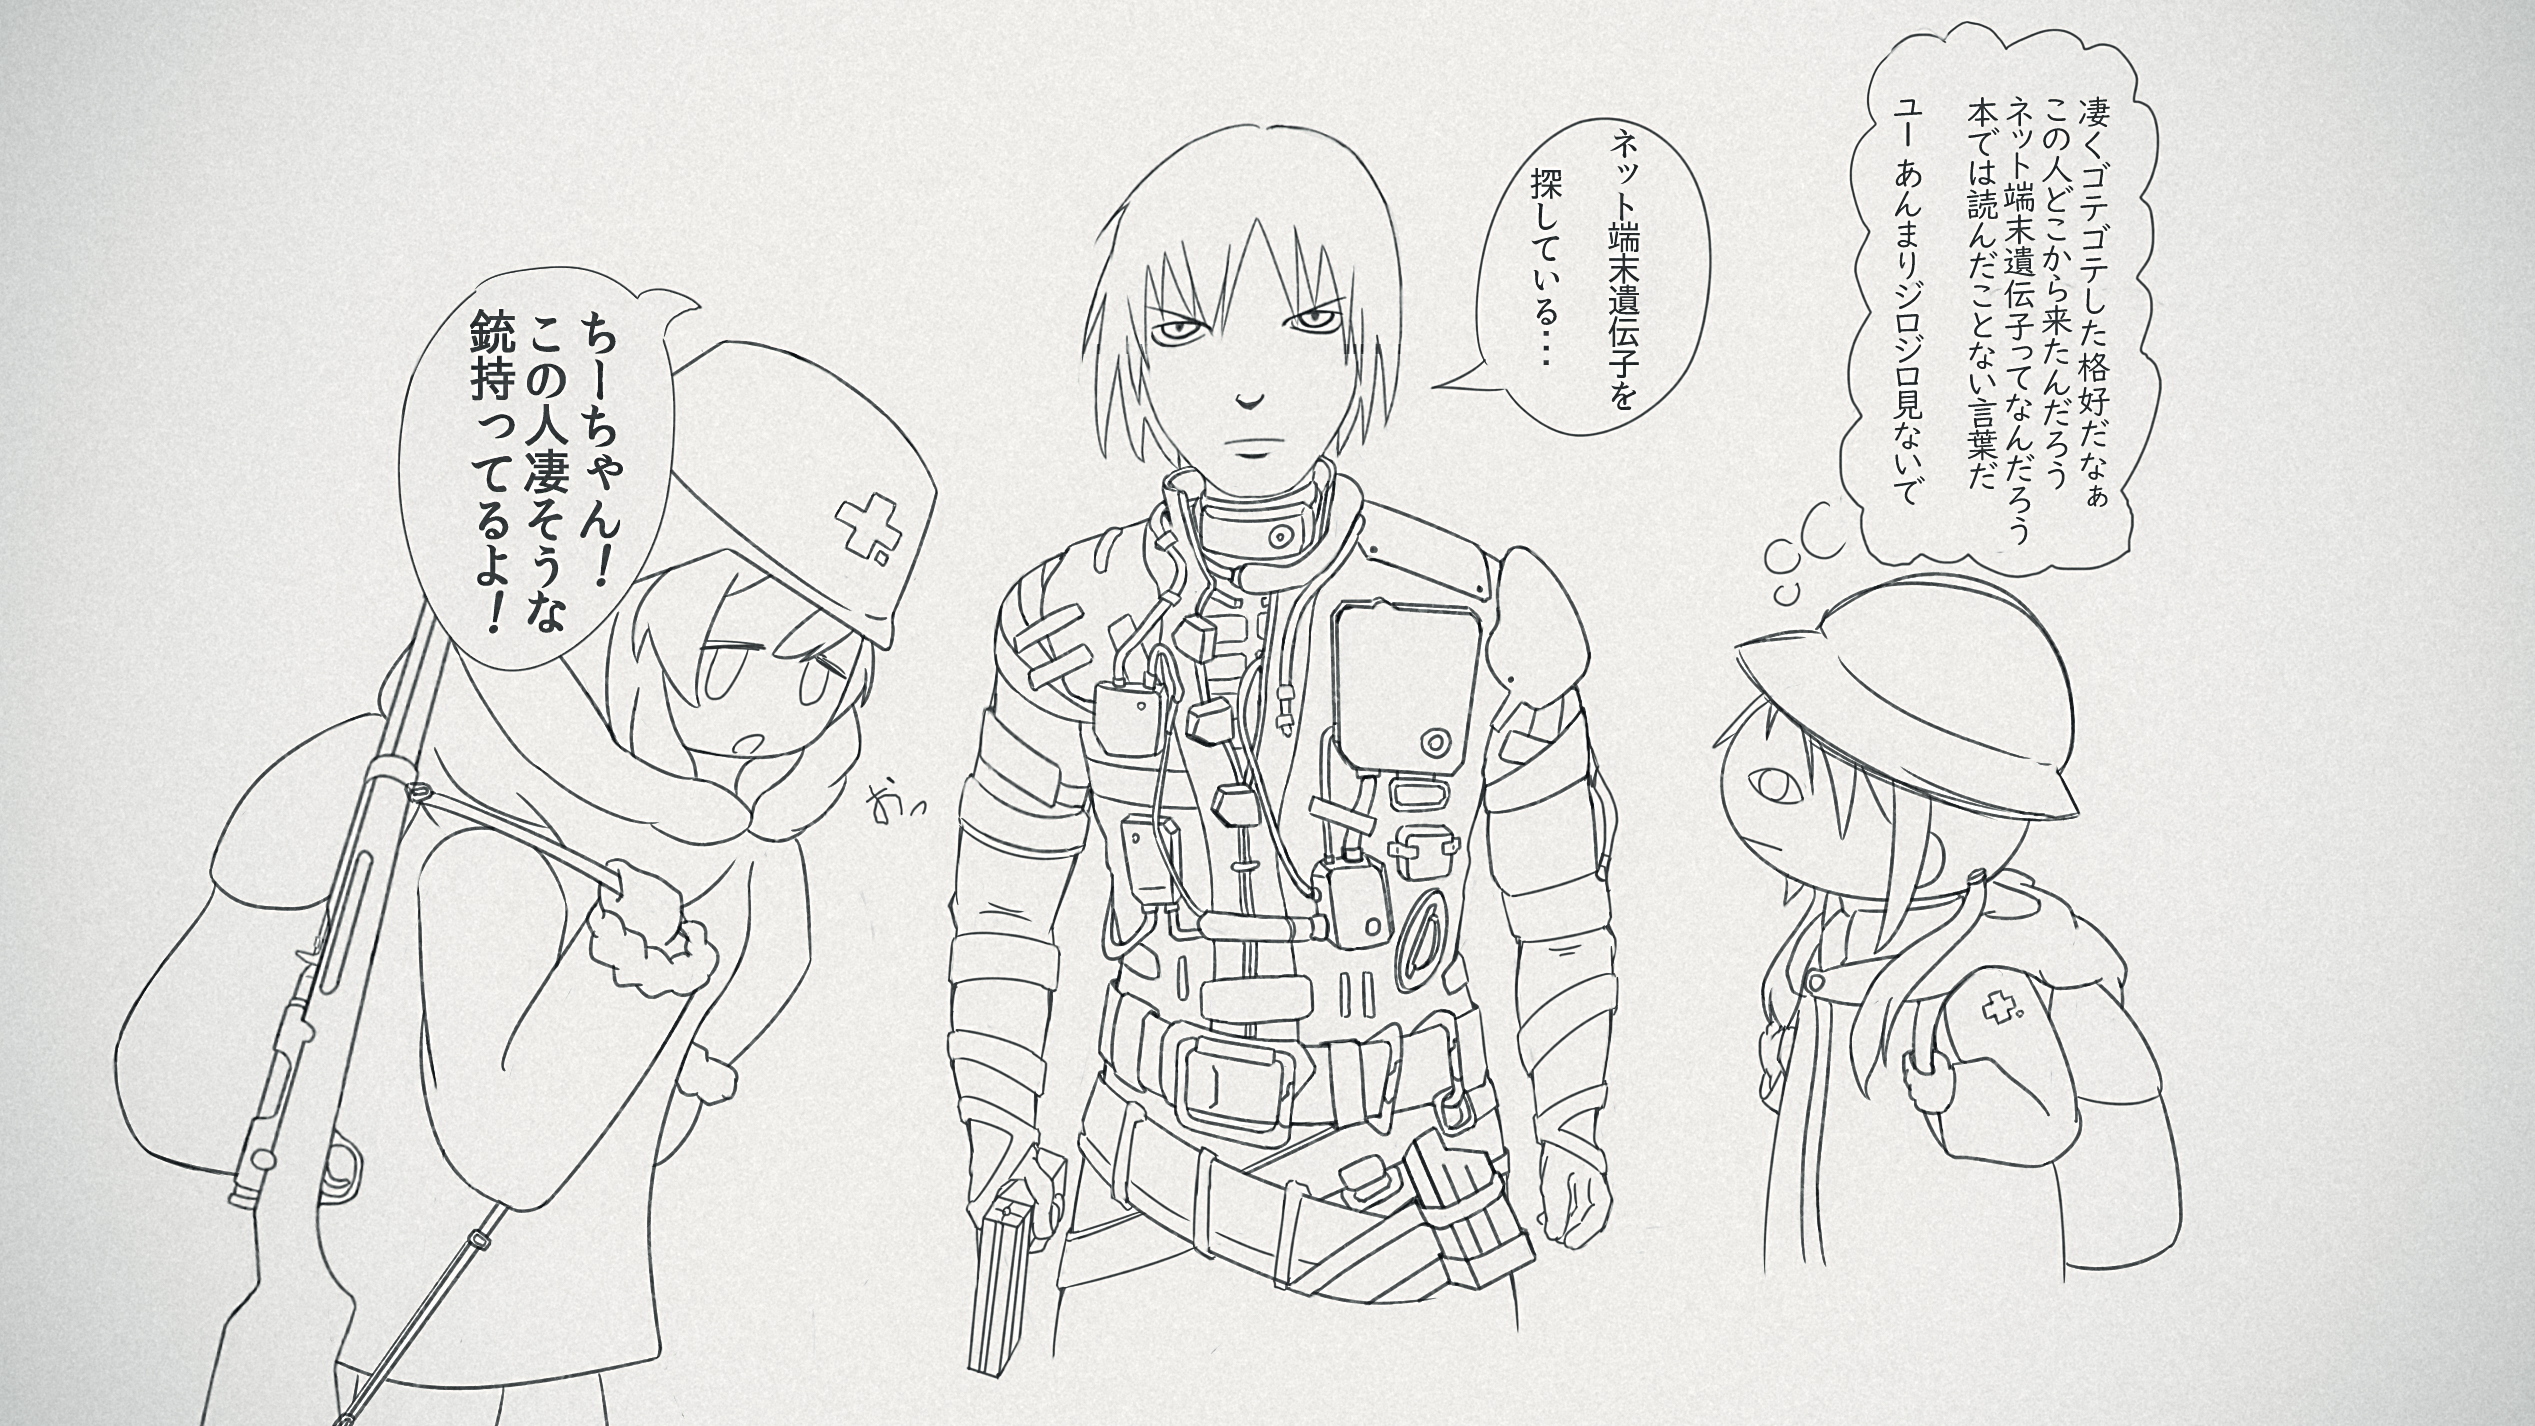 凄くゴテゴテした格好だなぁ
この人どこから来たんだろう
ネット端末遺伝子ってなんだろう
本では読んだことない言葉だ
ユー あんまりジロジロ見ないで
ネット端末遺伝子を
探している…
ちーちゃん！
この人凄そうな
銃持ってるよ！
おっ